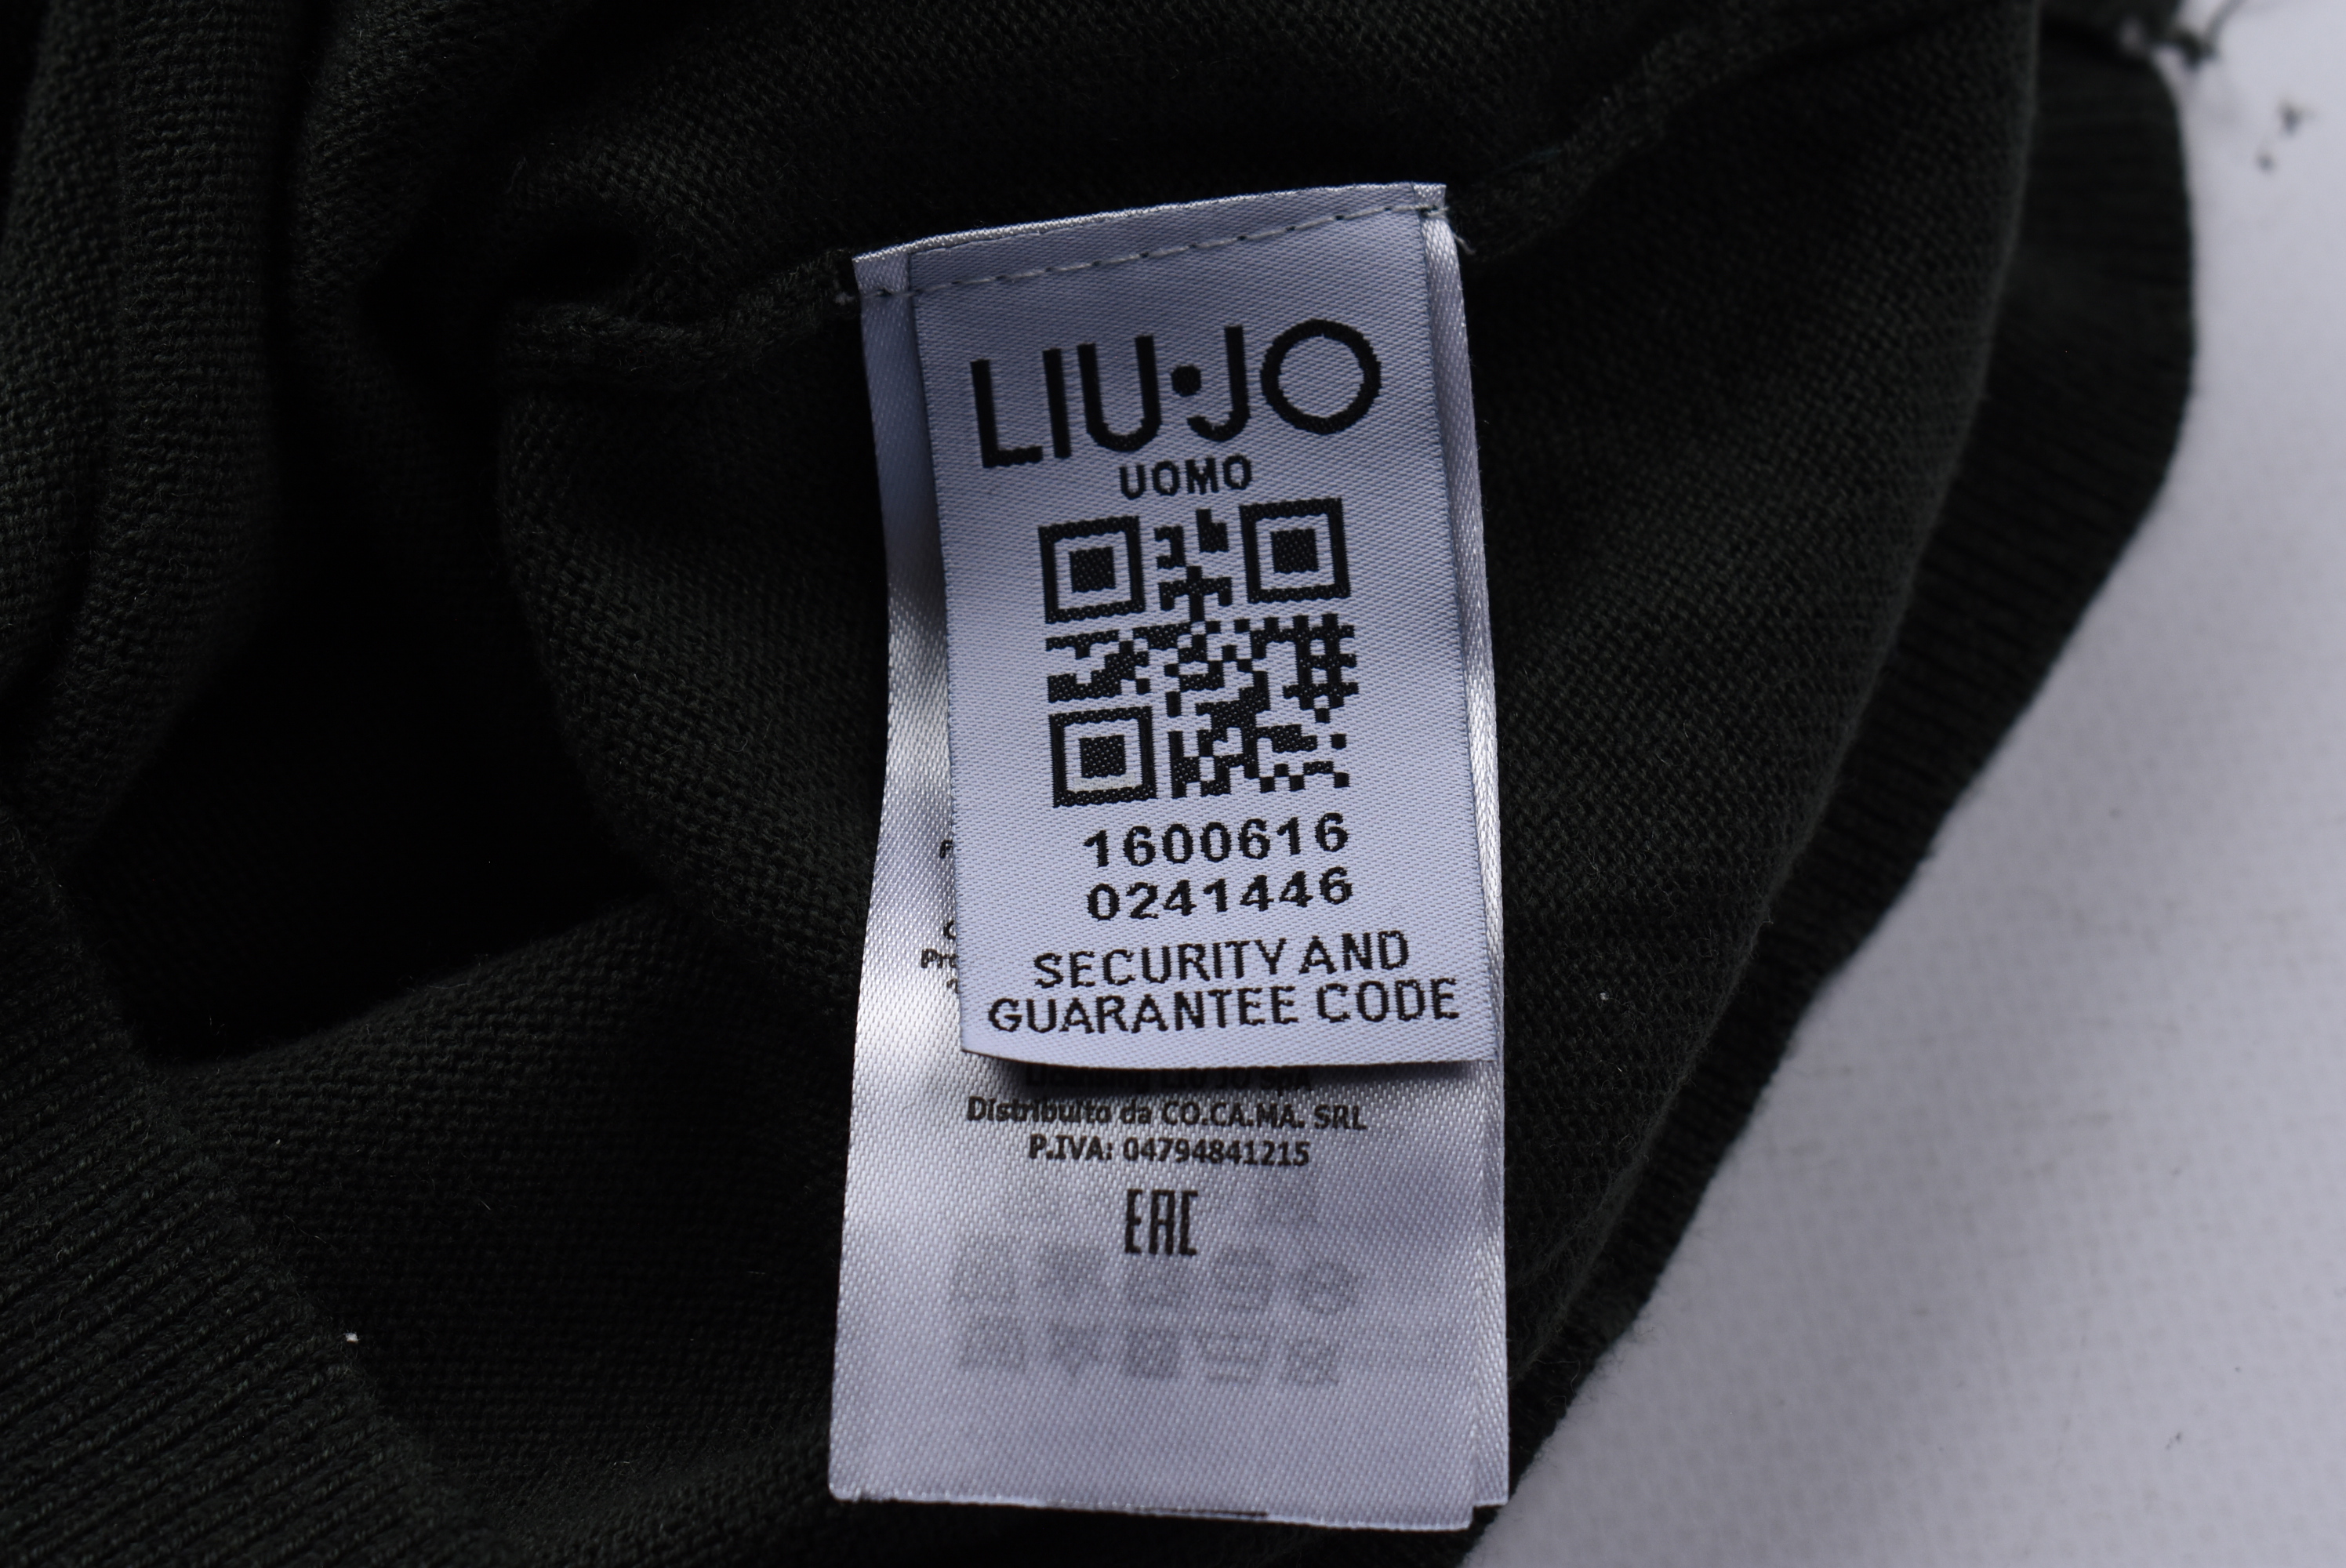 LIU·JO
UOMO
1600616
0241446
SECURITY AND
GUARANTEE CODE
Distribuito da CO.CA.MA. SRL
P.IVA: 04794841215
EAC